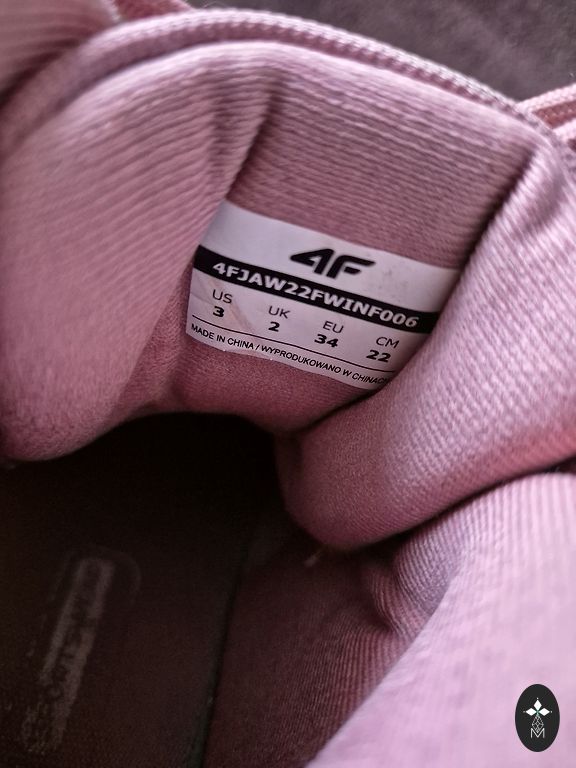 4F
4FJAW22FWINF006
US UK EU CM
3 2 34 22
MADE IN CHINA / WYPRODUKOWANO W CHINACH
M